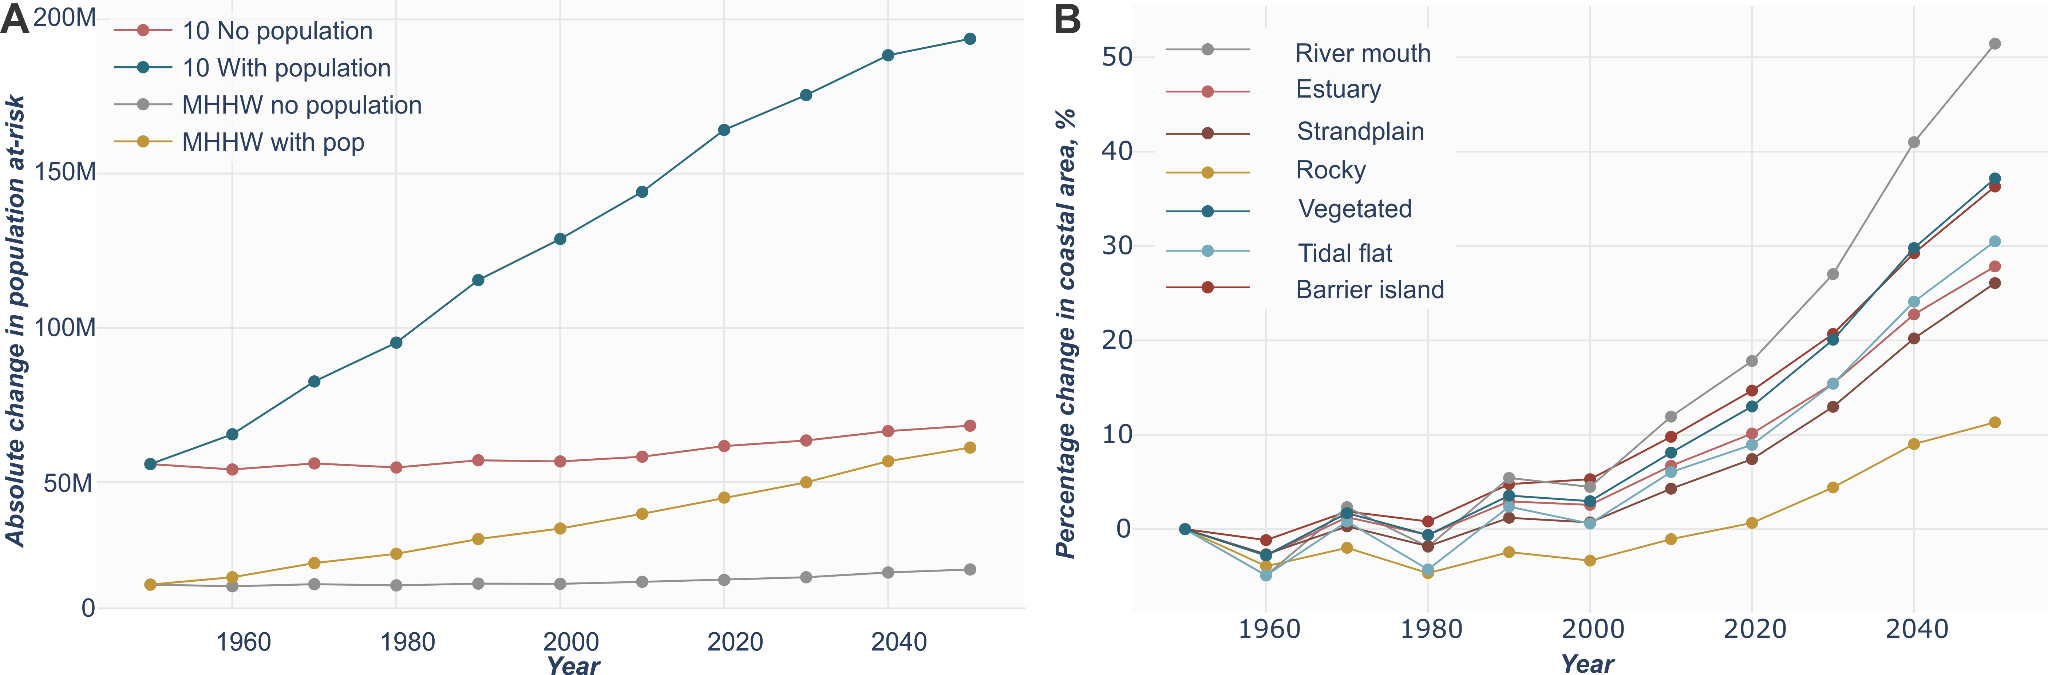 A
200M
150M
100M
50M
0
Absolute change in population at-risk
10 No population
10 With population
MHHW no population
MHHW with pop
1960
1980
2000
2020
2040
Year
B
50
40
30
20
10
0
Percentage change in coastal area, %
River mouth
Estuary
Strandplain
Rocky
Vegetated
Tidal flat
Barrier island
1960
1980
2000
2020
2040
Year